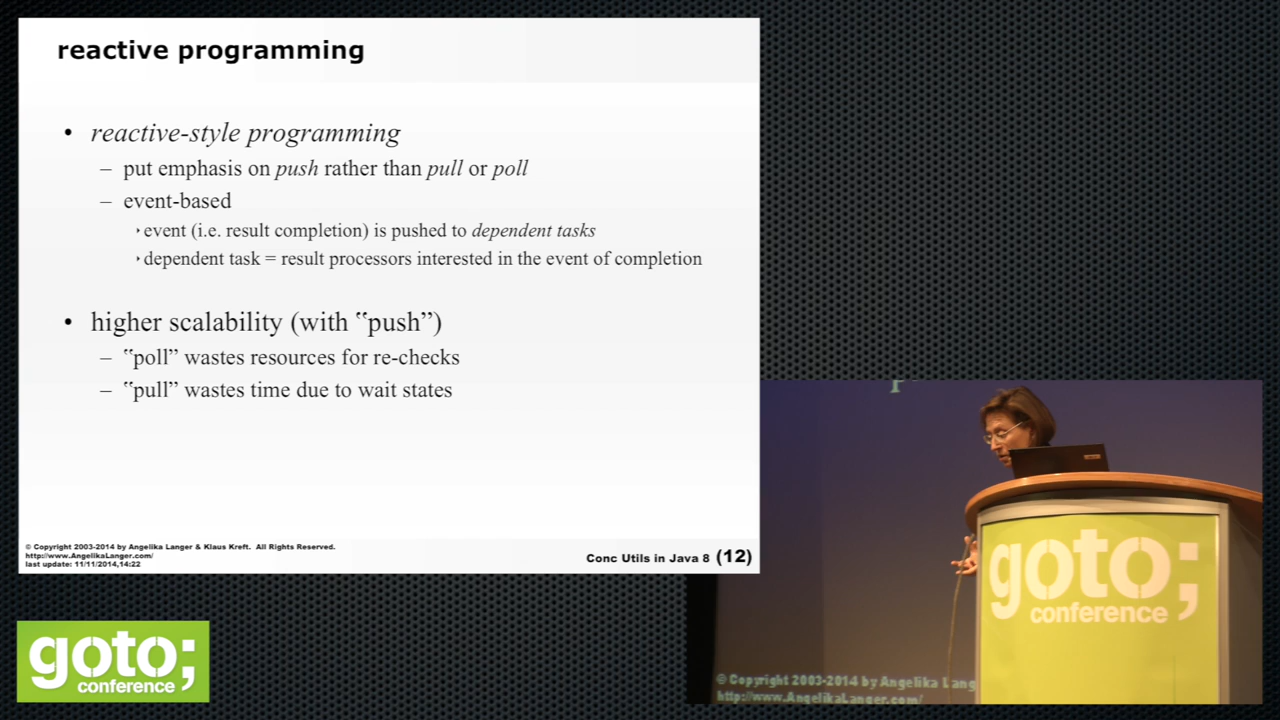 reactive programming
• reactive-style programming
– put emphasis on push rather than pull or poll
– event-based
‣ event (i.e. result completion) is pushed to dependent tasks
‣ dependent task = result processors interested in the event of completion
• higher scalability (with "push")
– "poll" wastes resources for re-checks
– "pull" wastes time due to wait states
© Copyright 2003-2014 by Angelika Langer & Klaus Kreft. All Rights Reserved.
http://www.AngelikaLanger.com/
last update: 11/11/2014,14:22
Conc Utils in Java 8 (12)
goto;
conference
goto;
conference
© Copyright 2003-2014 by Angelika Lang
http://www.AngelikaLanger.com/